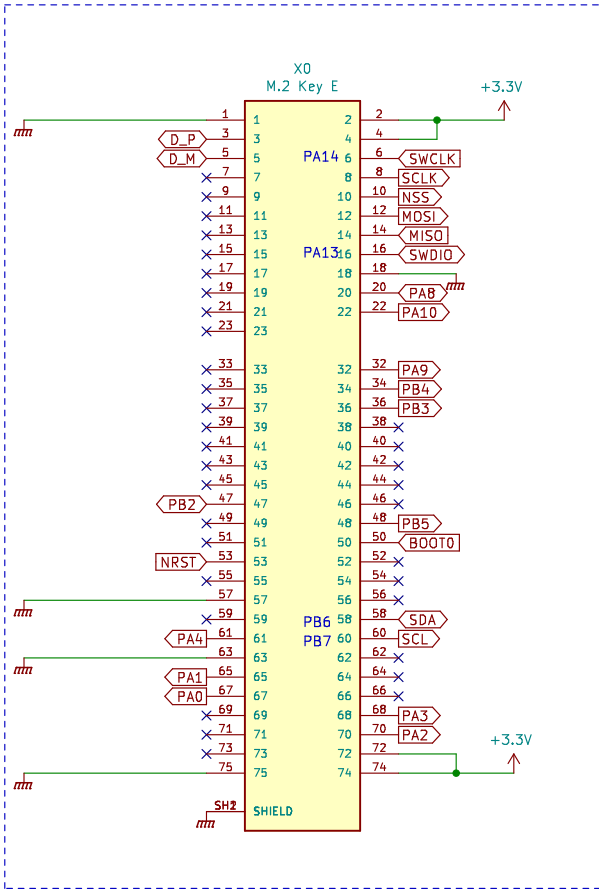 X0
M.2 Key E
+3.3V
1 1 2 2
D_P 3 3 4 4
D_M 5 5 PA14 6 6 SWCLK
7 7 8 8 SCLK
9 9 10 10 NSS
11 11 12 12 MOSI
13 13 14 14 MISO
15 15 PA13 16 16 SWDIO
17 17 18 18
19 19 20 20 PA8
21 21 22 22 PA10
23 23
33 33 32 32 PA9
35 35 34 34 PB4
37 37 36 36 PB3
39 39 38 38
41 41 40 40
43 43 42 42
45 45 44 44
PB2 47 47 46 46
49 49 48 48 PB5
51 51 50 50 BOOT0
NRST 53 53 52 52
55 55 54 54
57 57 56 56
59 59 PB6 58 58 SDA
PA4 61 61 PB7 60 60 SCL
63 63 62 62
PA1 65 65 64 64
PA0 67 67 66 66
69 69 68 68 PA3
71 71 70 70 PA2
73 73 72 72 +3.3V
75 75 74 74
SHIELD